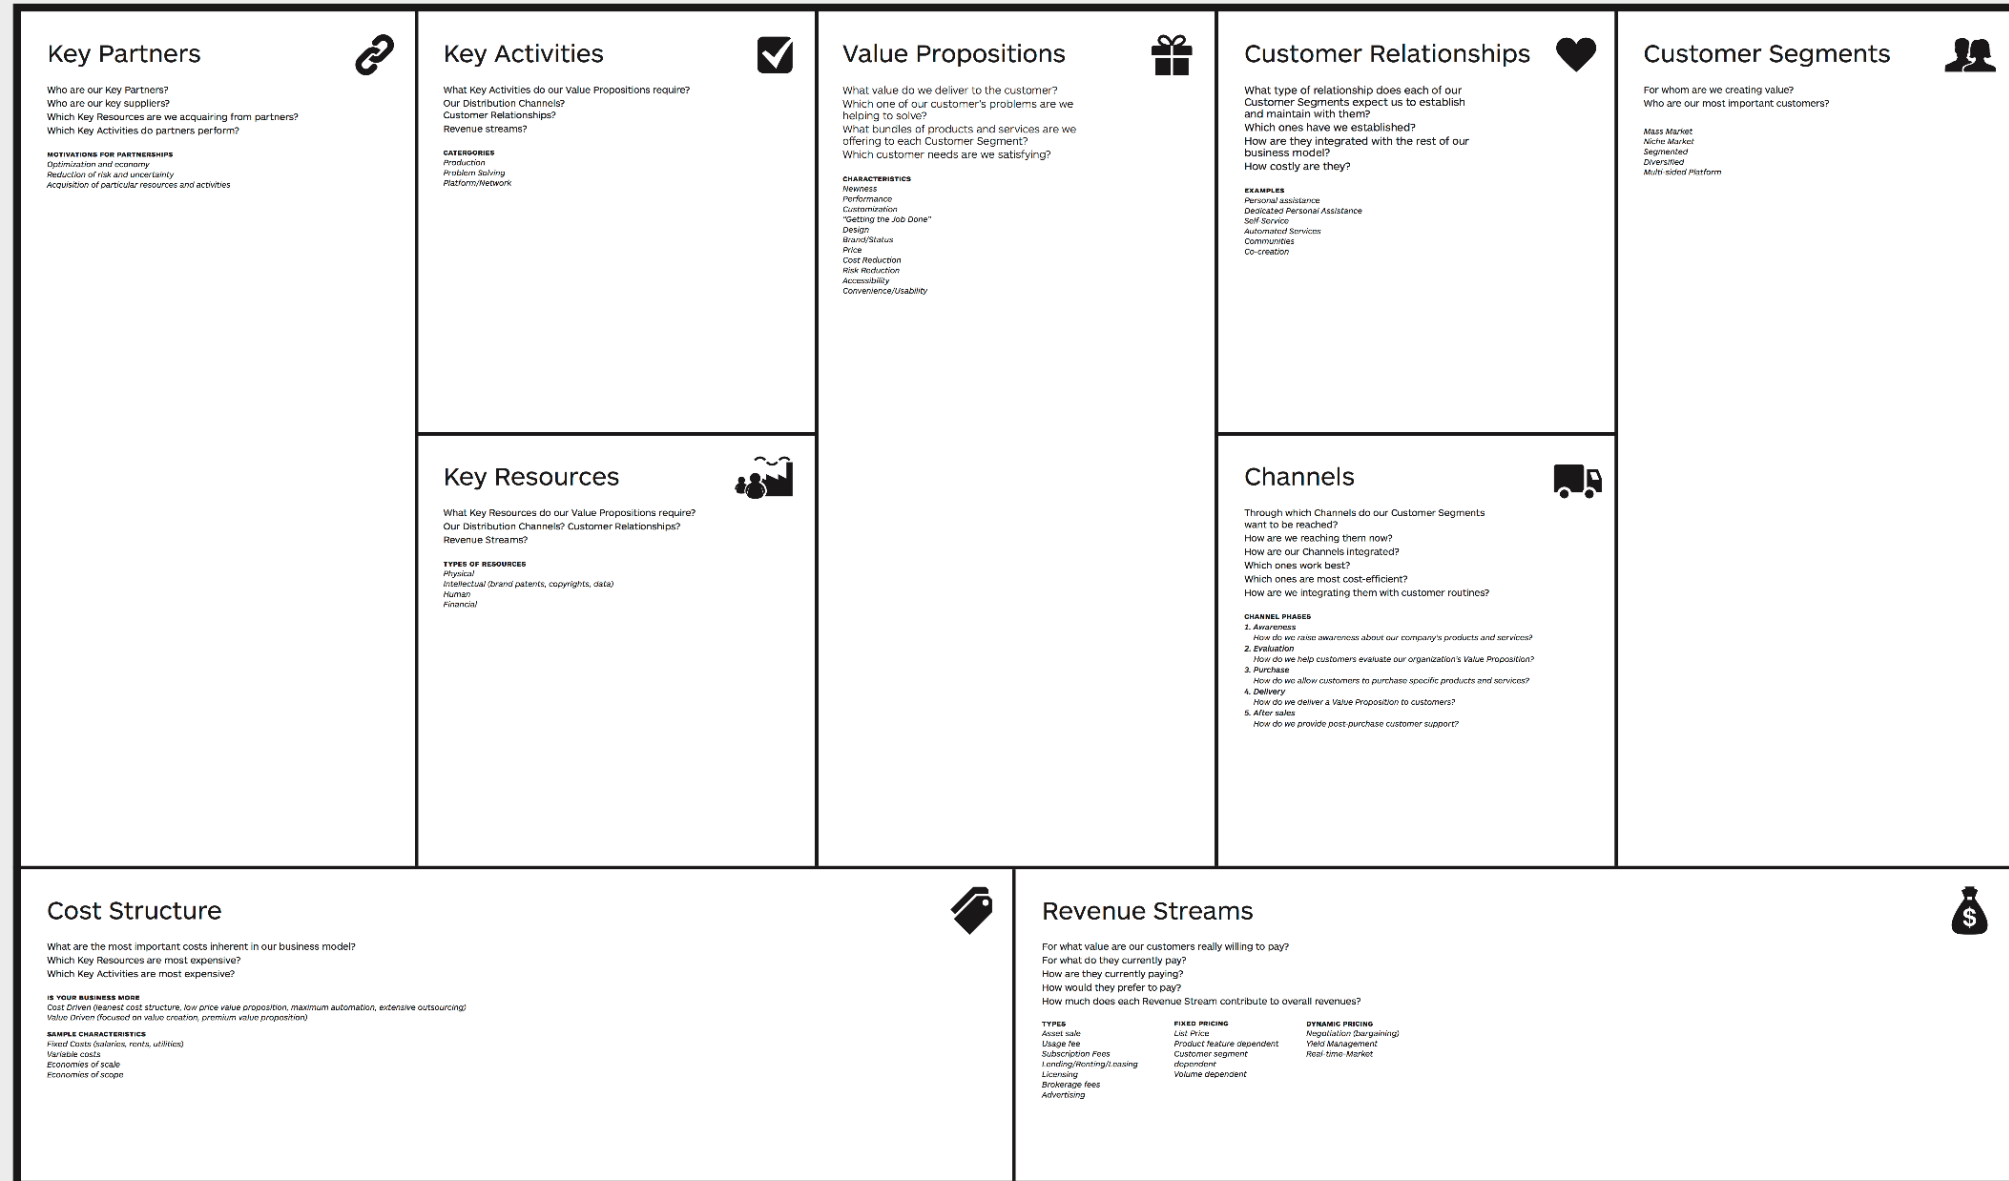 Key Partners
Who are our Key Partners?
Who are our key suppliers?
Which Key Resources are we acquairing from partners?
Which Key Activities do partners perform?
MOTIVATIONS FOR PARTNERSHIPS
Optimization and economy
Reduction of risk and uncertainty
Acquisition of particular resources and activities
Key Activities
What Key Activities do our Value Propositions require?
Our Distribution Channels?
Customer Relationships?
Revenue streams?
CATERGORIES
Production
Problem Solving
Platform/Network
Key Resources
What Key Resources do our Value Propositions require?
Our Distribution Channels? Customer Relationships?
Revenue Streams?
TYPES OF RESOURCES
Physical
Intellectual (brand patents, copyrights, data)
Human
Financial
Value Propositions
What value do we deliver to the customer?
Which one of our customer's problems are we
helping to solve?
What bundles of products and services are we
offering to each Customer Segment?
Which customer needs are we satisfying?
CHARACTERISTICS
Newness
Performance
Customization
"Getting the Job Done"
Design
Brand/Status
Price
Cost Reduction
Risk Reduction
Accessibility
Convenience/Usability
Customer Relationships
What type of relationship does each of our
Customer Segments expect us to establish
and maintain with them?
Which ones have we established?
How are they integrated with the rest of our
business model?
How costly are they?
EXAMPLES
Personal assistance
Dedicated Personal Assistance
Self-Service
Automated Services
Communities
Co-creation
Channels
Through which Channels do our Customer Segments
want to be reached?
How are we reaching them now?
How are our Channels integrated?
Which ones work best?
Which ones are most cost-efficient?
How are we integrating them with customer routines?
CHANNEL PHASES
1. Awareness
How do we raise awareness about our company's products and services?
2. Evaluation
How do we help customers evaluate our organization's Value Proposition?
3. Purchase
How do we allow customers to purchase specific products and services?
4. Delivery
How do we deliver a Value Proposition to customers?
5. After sales
How do we provide post-purchase customer support?
Customer Segments
For whom are we creating value?
Who are our most important customers?
Mass Market
Niche Market
Segmented
Diversified
Multi-sided Platform
Cost Structure
What are the most important costs inherent in our business model?
Which Key Resources are most expensive?
Which Key Activities are most expensive?
IS YOUR BUSINESS MORE
Cost Driven (leanest cost structure, low price value proposition, maximum automation, extensive outsourcing)
Value Driven (focused on value creation, premium value proposition)
SAMPLE CHARACTERISTICS
Fixed Costs (salaries, rents, utilities)
Variable costs
Economies of scale
Economies of scope
Revenue Streams
For what value are our customers really willing to pay?
For what do they currently pay?
How are they currently paying?
How would they prefer to pay?
How much does each Revenue Stream contribute to overall revenues?
TYPES
Asset sale
Usage fee
Subscription Fees
Lending/Renting/Leasing
Licensing
Brokerage fees
Advertising
FIXED PRICING
List Price
Product feature dependent
Customer segment
dependent
Volume dependent
DYNAMIC PRICING
Negotiation (bargaining)
Yield Management
Real-time-Market
$